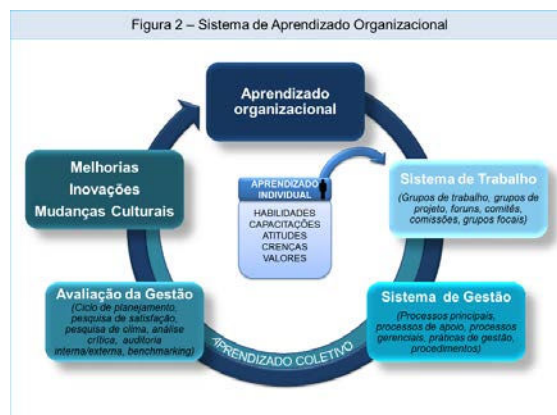 Figura 2 – Sistema de Aprendizado Organizacional
Aprendizado
organizacional
Melhorias
Inovações
Mudanças Culturais
APRENDIZADO
INDIVIDUAL
HABILIDADES
CAPACITAÇÕES
ATITUDES
CRENÇAS
VALORES
Sistema de Trabalho
(Grupos de trabalho, grupos de
projeto, foruns, comitês,
comissões, grupos focais)
Avaliação da Gestão
(Ciclo de planejamento,
pesquisa de satisfação,
pesquisa de clima, análise
crítica, auditoria
interna/externa, benchmarking)
Sistema de Gestão
(Processos principais,
processos de apoio, processos
gerenciais, práticas de gestão,
procedimentos)
APRENDIZADO COLETIVO